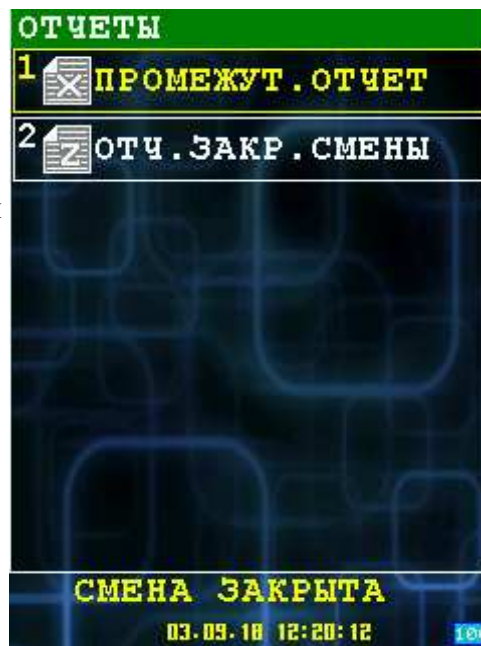 ОТЧЕТЫ
1 X ПРОМЕЖУТ.ОТЧЕТ
2 Z ОТЧ.ЗАКР.СМЕНЫ
СМЕНА ЗАКРЫТА
03.09.18 12:20:12